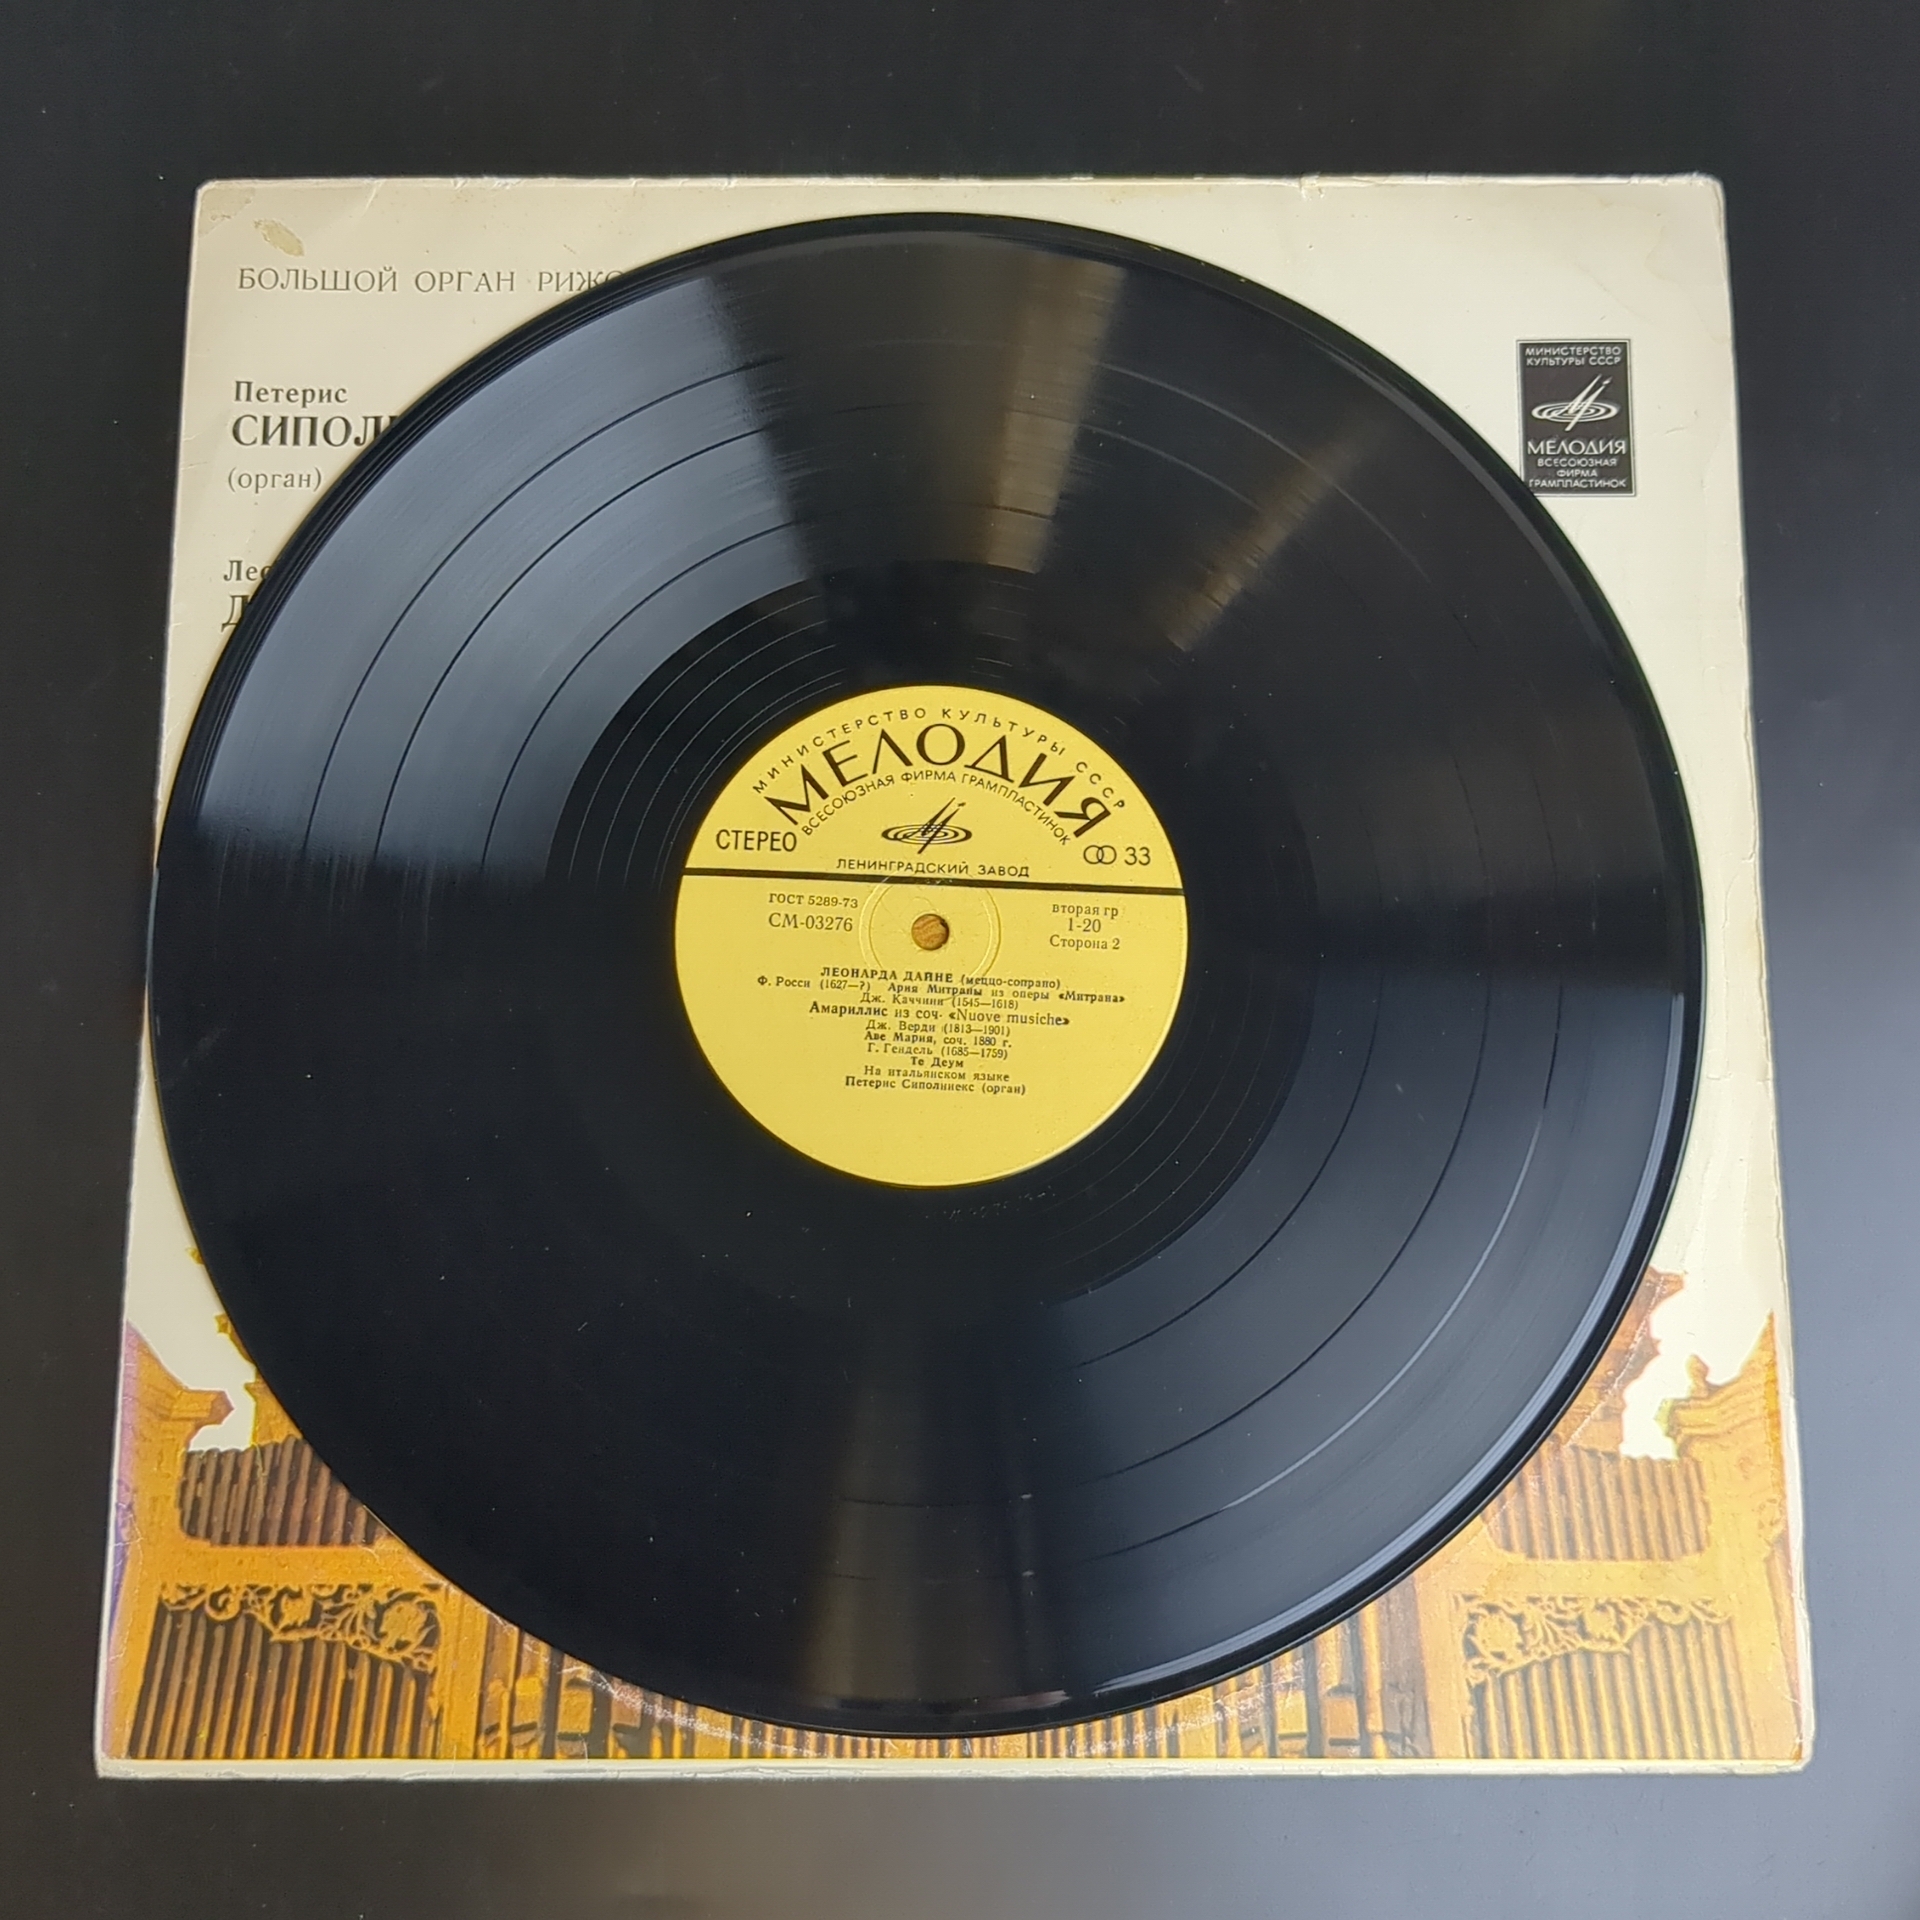 БОЛЬШОЙ ОРГАН РИЖО
Петерис
СИПОЛ
(орган)
Лео
Д
МИНИСТЕРСТВО
КУЛЬТУРЫ СССР
МЕЛОДИЯ
ВСЕСОЮЗНАЯ
ФИРМА
ГРАМПЛАСТИНОК
МИНИСТЕРСТВО КУЛЬТУРЫ СССР
МЕЛОДИЯ
ВСЕСОЮЗНАЯ ФИРМА ГРАМПЛАСТИНОК
СТЕРЕО
33
ЛЕНИНГРАДСКИЙ ЗАВОД
ГОСТ 5289-73
СМ-03276
вторая гр
1-20
Сторона 2
ЛЕОНАРДА ДАЙНЕ (меццо-сопрано)
Ф. Росси (1627—?) Ария Митраны из оперы «Митрана»
Дж. Каччини (1545—1618)
Амариллис из соч. «Nuove musiche»
Дж. Верди (1813—1901)
Аве Мария, соч. 1880 г.
Г. Гендель (1685—1759)
Те Деум
На итальянском языке
Петерис Сиполниекс (орган)